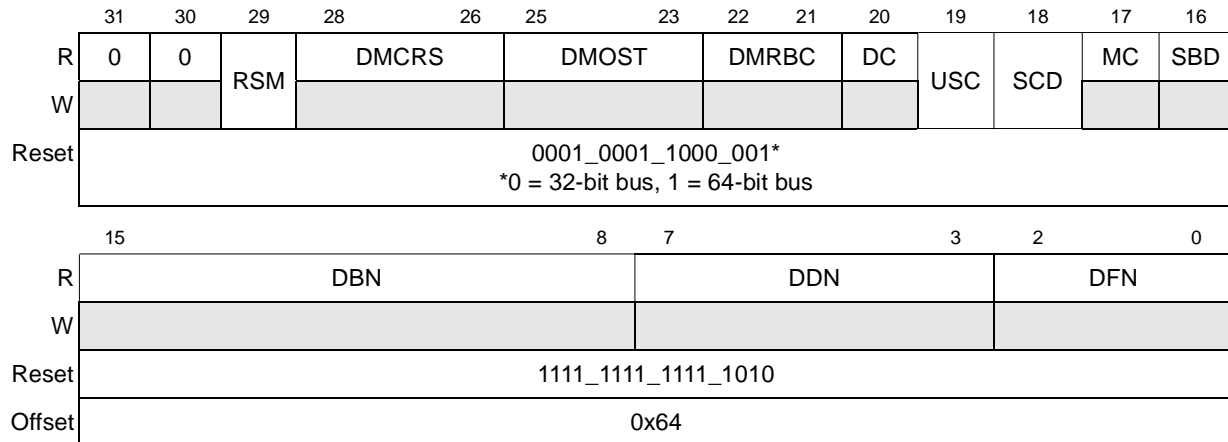 31 30 29 28 26 25 23 22 21 20 19 18 17 16
R 0 0 RSM DMCRS DMOST DMRBC DC USC SCD MC SBD
W
Reset 0001_0001_1000_001*
*0 = 32-bit bus, 1 = 64-bit bus
15 8 7 3 2 0
R DBN DDN DFN
W
Reset 1111_1111_1111_1010
Offset 0x64